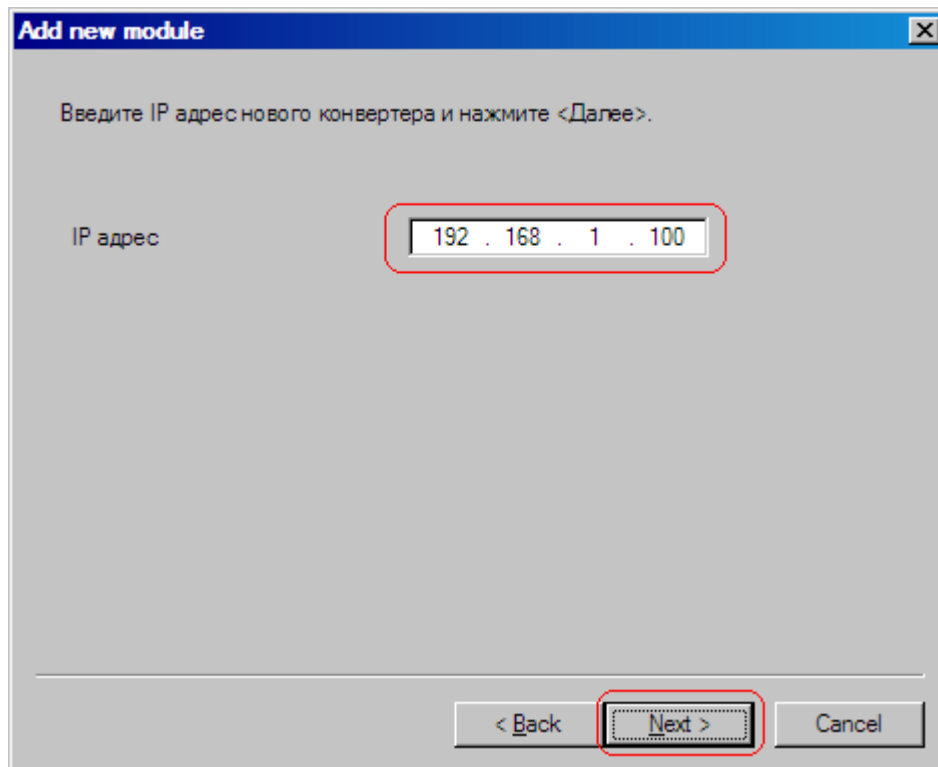 Add new module
Введите IP адрес нового конвертера и нажмите <Далее>.
IP адрес 192 . 168 . 1 . 100
< Back Next > Cancel